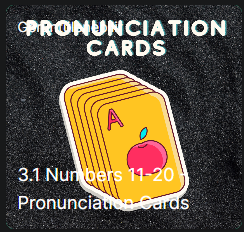 PRONUNCIATION
CARDS
A
3.1 Numbers 11-20 -
Pronunciation Cards